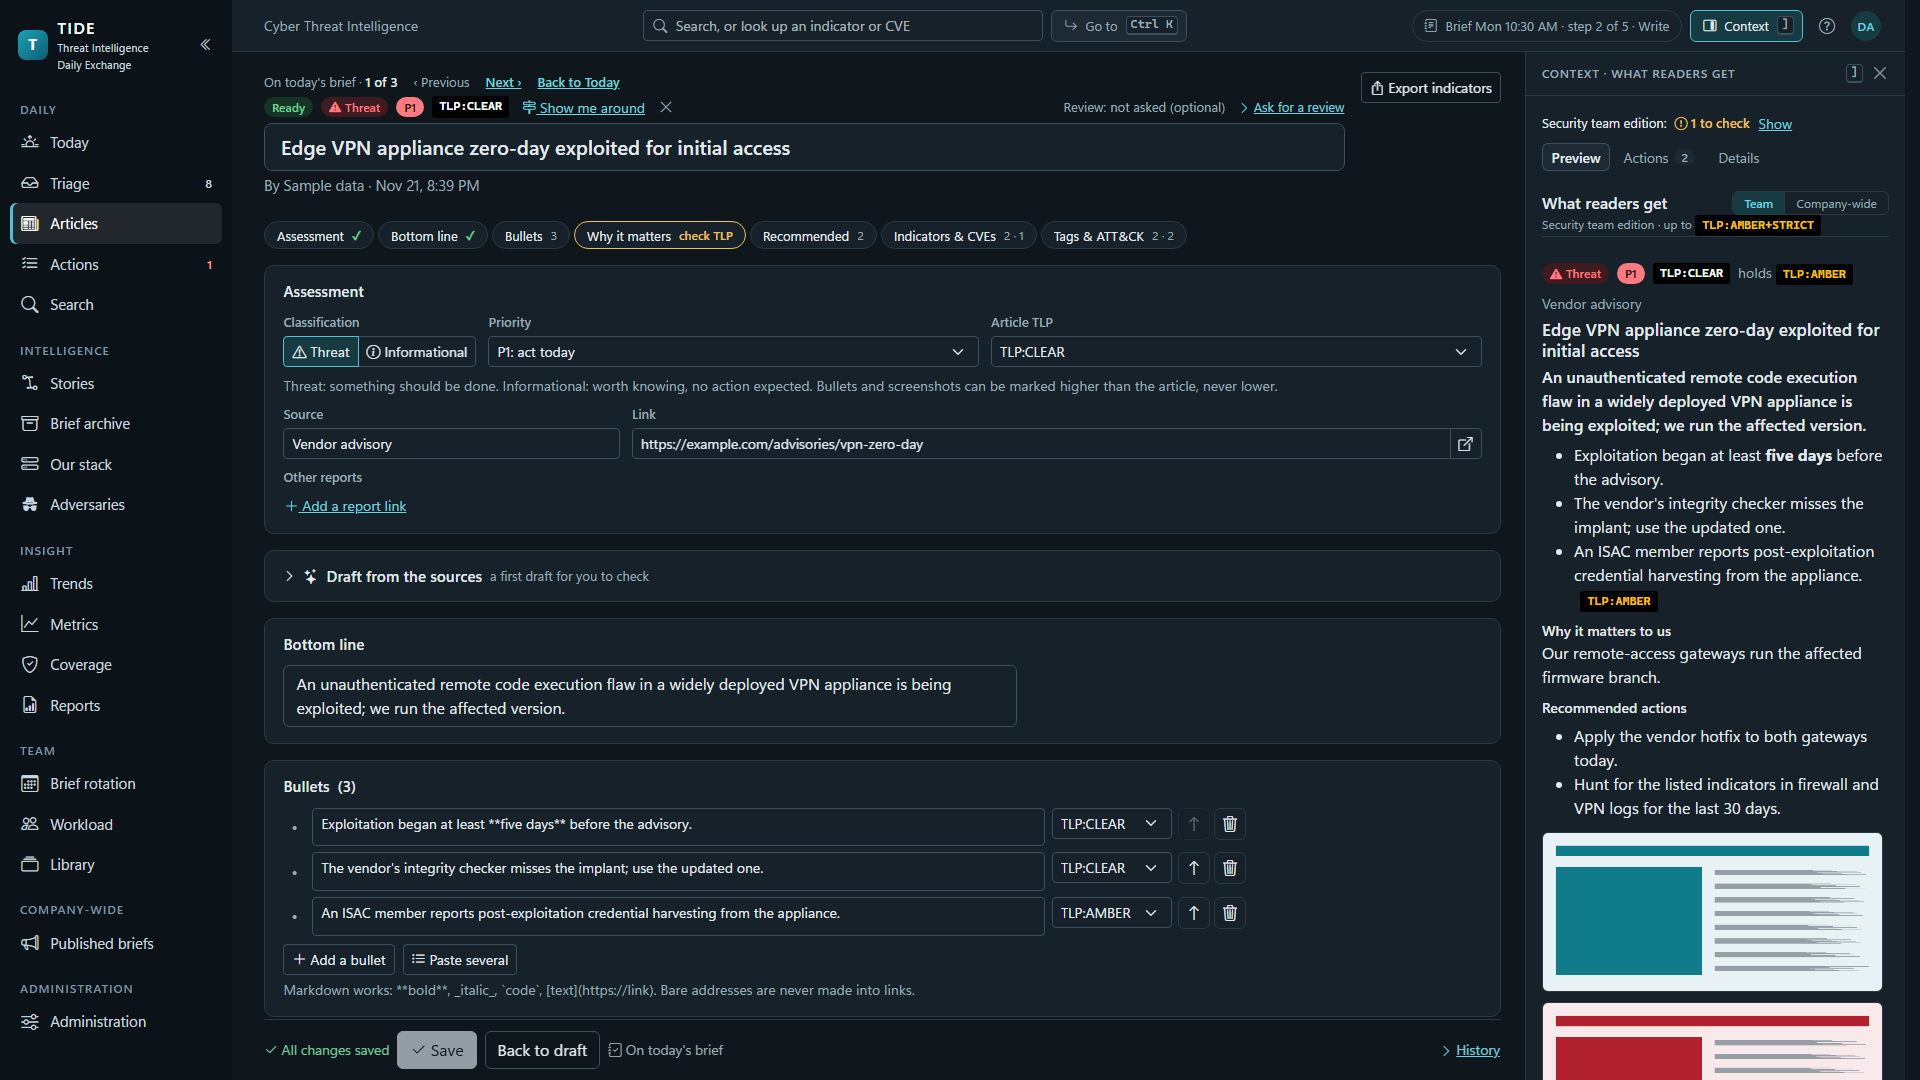 T
TIDE
Threat Intelligence
Daily Exchange
DAILY
Today
Triage 8
Articles
Actions 1
Search
INTELLIGENCE
Stories
Brief archive
Our stack
Adversaries
INSIGHT
Trends
Metrics
Coverage
Reports
TEAM
Brief rotation
Workload
Library
COMPANY-WIDE
Published briefs
ADMINISTRATION
Administration
Cyber Threat Intelligence
Search, or look up an indicator or CVE
Go to Ctrl K
Brief Mon 10:30 AM · step 2 of 5 · Write
Context ]
?
DA
On today's brief · 1 of 3 ‹ Previous Next › Back to Today
Export indicators
Ready Threat P1 TLP:CLEAR Show me around
Review: not asked (optional) Ask for a review
Edge VPN appliance zero-day exploited for initial access
By Sample data · Nov 21, 8:39 PM
Assessment ✓ Bottom line ✓ Bullets 3 Why it matters check TLP Recommended 2 Indicators & CVEs 2 · 1 Tags & ATT&CK 2 · 2
Assessment
Classification Priority Article TLP
Threat Informational P1: act today TLP:CLEAR
Threat: something should be done. Informational: worth knowing, no action expected. Bullets and screenshots can be marked higher than the article, never lower.
Source Link
Vendor advisory https://example.com/advisories/vpn-zero-day
Other reports
+ Add a report link
Draft from the sources a first draft for you to check
Bottom line
An unauthenticated remote code execution flaw in a widely deployed VPN appliance is being
exploited; we run the affected version.
Bullets (3)
• Exploitation began at least **five days** before the advisory. TLP:CLEAR
• The vendor's integrity checker misses the implant; use the updated one. TLP:CLEAR
• An ISAC member reports post-exploitation credential harvesting from the appliance. TLP:AMBER
+ Add a bullet Paste several
Markdown works: **bold**, _italic_, `code`, [text](https://link). Bare addresses are never made into links.
✓ All changes saved ✓ Save Back to draft On today's brief
History
CONTEXT · WHAT READERS GET ]
Security team edition: 1 to check Show
Preview Actions 2 Details
What readers get Team Company-wide
Security team edition · up to TLP:AMBER+STRICT
Threat P1 TLP:CLEAR holds TLP:AMBER
Vendor advisory
Edge VPN appliance zero-day exploited for
initial access
An unauthenticated remote code execution
flaw in a widely deployed VPN appliance is
being exploited; we run the affected version.
• Exploitation began at least five days before
the advisory.
• The vendor's integrity checker misses the
implant; use the updated one.
• An ISAC member reports post-exploitation
credential harvesting from the appliance.
TLP:AMBER
Why it matters to us
Our remote-access gateways run the affected
firmware branch.
Recommended actions
• Apply the vendor hotfix to both gateways
today.
• Hunt for the listed indicators in firewall and
VPN logs for the last 30 days.